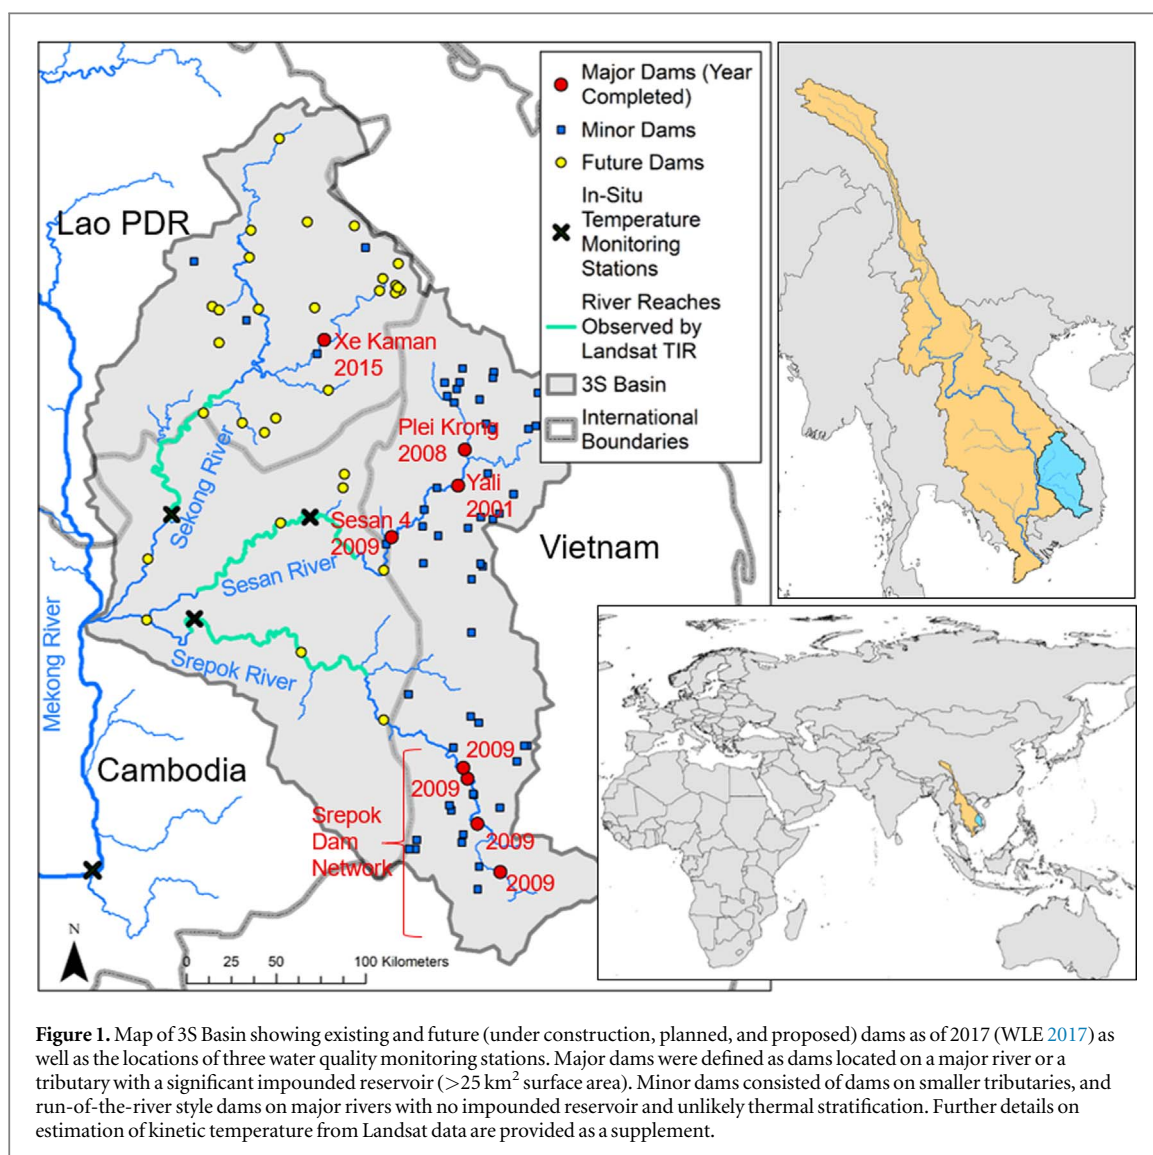 Major Dams (Year
Completed)
Minor Dams
Future Dams
In-Situ
Temperature
Monitoring
Stations
River Reaches
Observed by
Landsat TIR
3S Basin
International
Boundaries
Lao PDR
Xe Kaman
2015
Plei Krong
2008
Yali
2001
Sesan 4
2009
Sekong River
Sesan River
Srepok River
Mekong River
Vietnam
Cambodia
2009
2009
2009
2009
Srepok
Dam
Network
N
0 25 50 100 Kilometers
Figure 1. Map of 3S Basin showing existing and future (under construction, planned, and proposed) dams as of 2017 (WLE 2017) as
well as the locations of three water quality monitoring stations. Major dams were defined as dams located on a major river or a
tributary with a significant impounded reservoir (>25 km² surface area). Minor dams consisted of dams on smaller tributaries, and
run-of-the-river style dams on major rivers with no impounded reservoir and unlikely thermal stratification. Further details on
estimation of kinetic temperature from Landsat data are provided as a supplement.